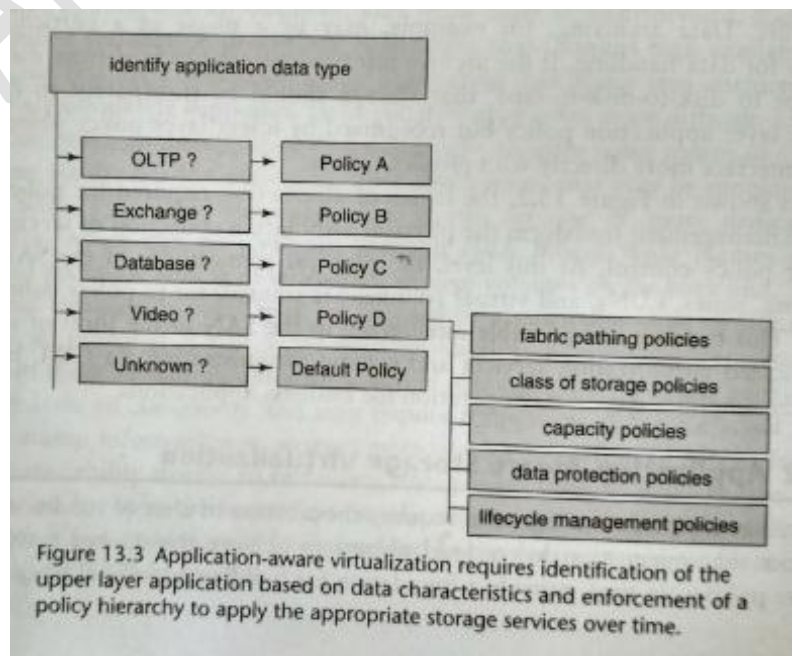 identify application data type
OLTP ? Policy A
Exchange ? Policy B
Database ? Policy C
Video ? Policy D
Unknown ? Default Policy
fabric pathing policies
class of storage policies
capacity policies
data protection policies
lifecycle management policies
Figure 13.3 Application-aware virtualization requires identification of the
upper layer application based on data characteristics and enforcement of a
policy hierarchy to apply the appropriate storage services over time.